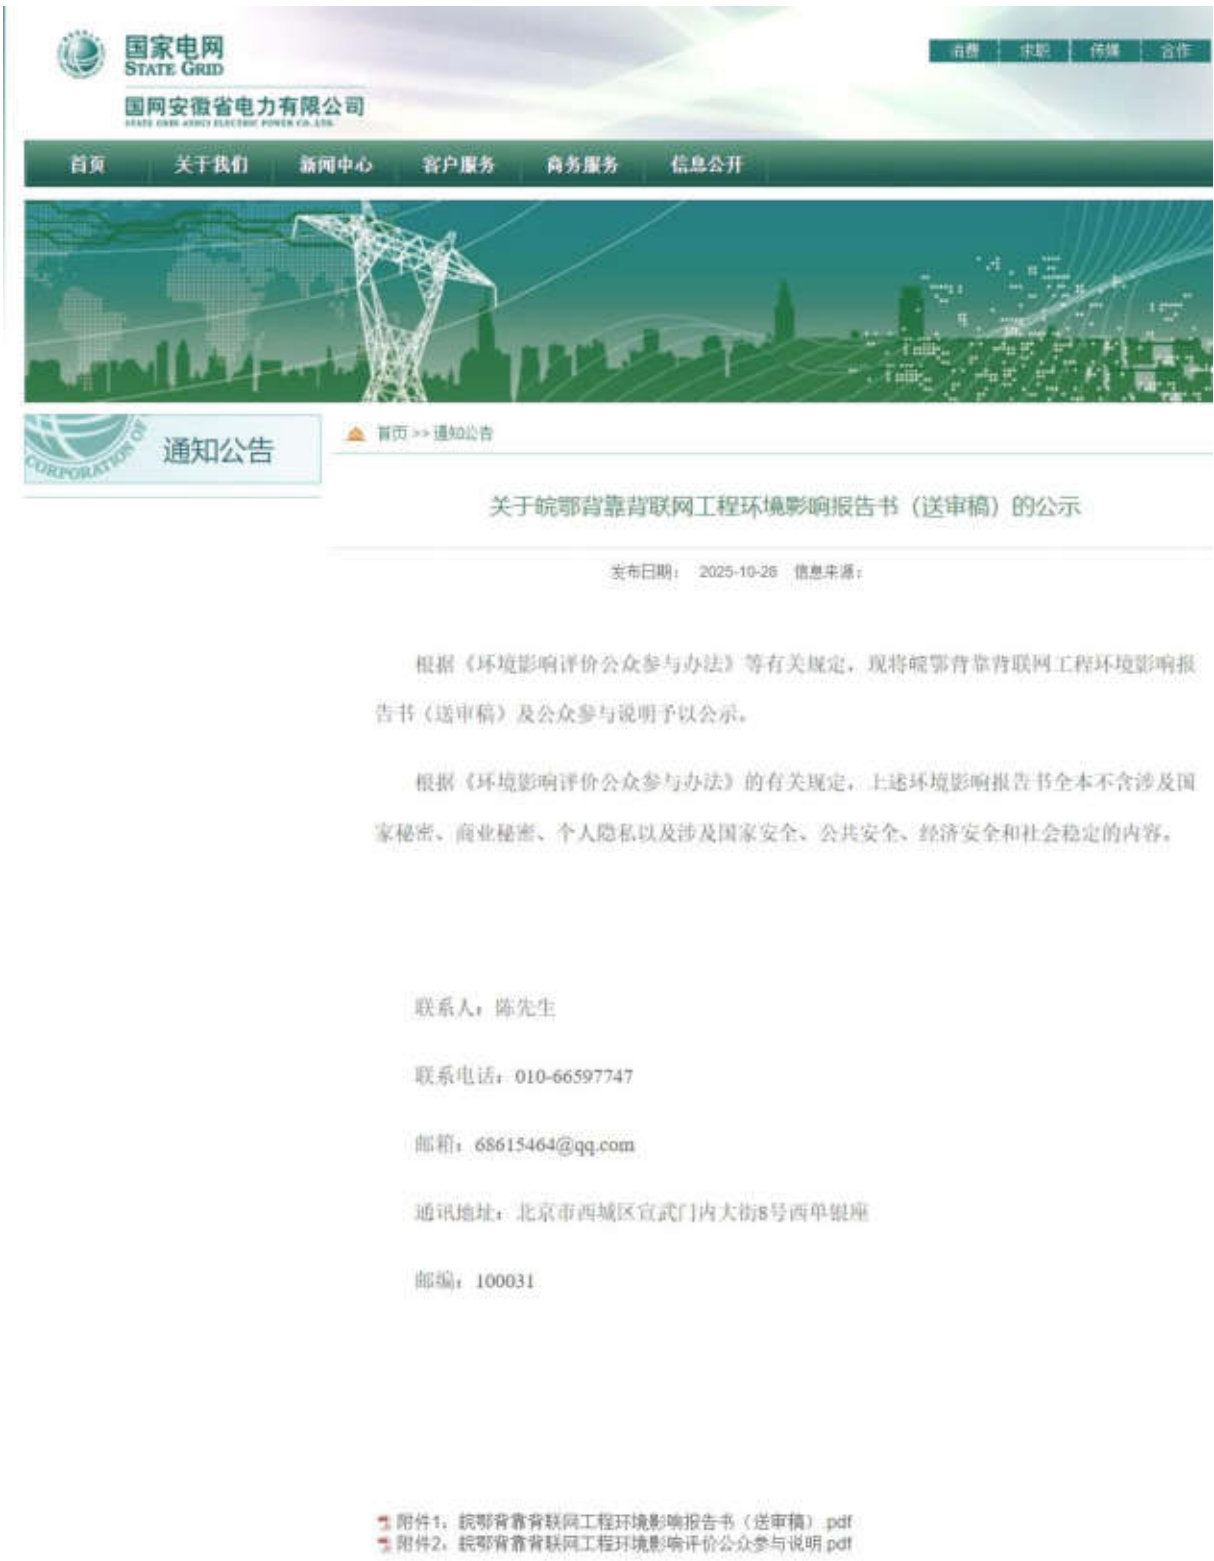 国家电网
STATE GRID
国网安徽省电力有限公司
STATE GRID ANHUI ELECTRIC POWER CO.,LTD.
消费 求职 传媒 合作
首页 关于我们 新闻中心 客户服务 商务服务 信息公开
CORPORATION OF
通知公告
首页 >> 通知公告
关于皖鄂背靠背联网工程环境影响报告书（送审稿）的公示
发布日期： 2025-10-28 信息来源：
根据《环境影响评价公众参与办法》等有关规定，现将皖鄂背靠背联网工程环境影响报
告书（送审稿）及公众参与说明予以公示。
根据《环境影响评价公众参与办法》的有关规定，上述环境影响报告书全本不含涉及国
家秘密、商业秘密、个人隐私以及涉及国家安全、公共安全、经济安全和社会稳定的内容。
联系人：陈先生
联系电话：010-66597747
邮箱：68615464@qq.com
通讯地址：北京市西城区宣武门内大街8号西单银座
邮编：100031
附件1：皖鄂背靠背联网工程环境影响报告书（送审稿）.pdf
附件2：皖鄂背靠背联网工程环境影响评价公众参与说明.pdf